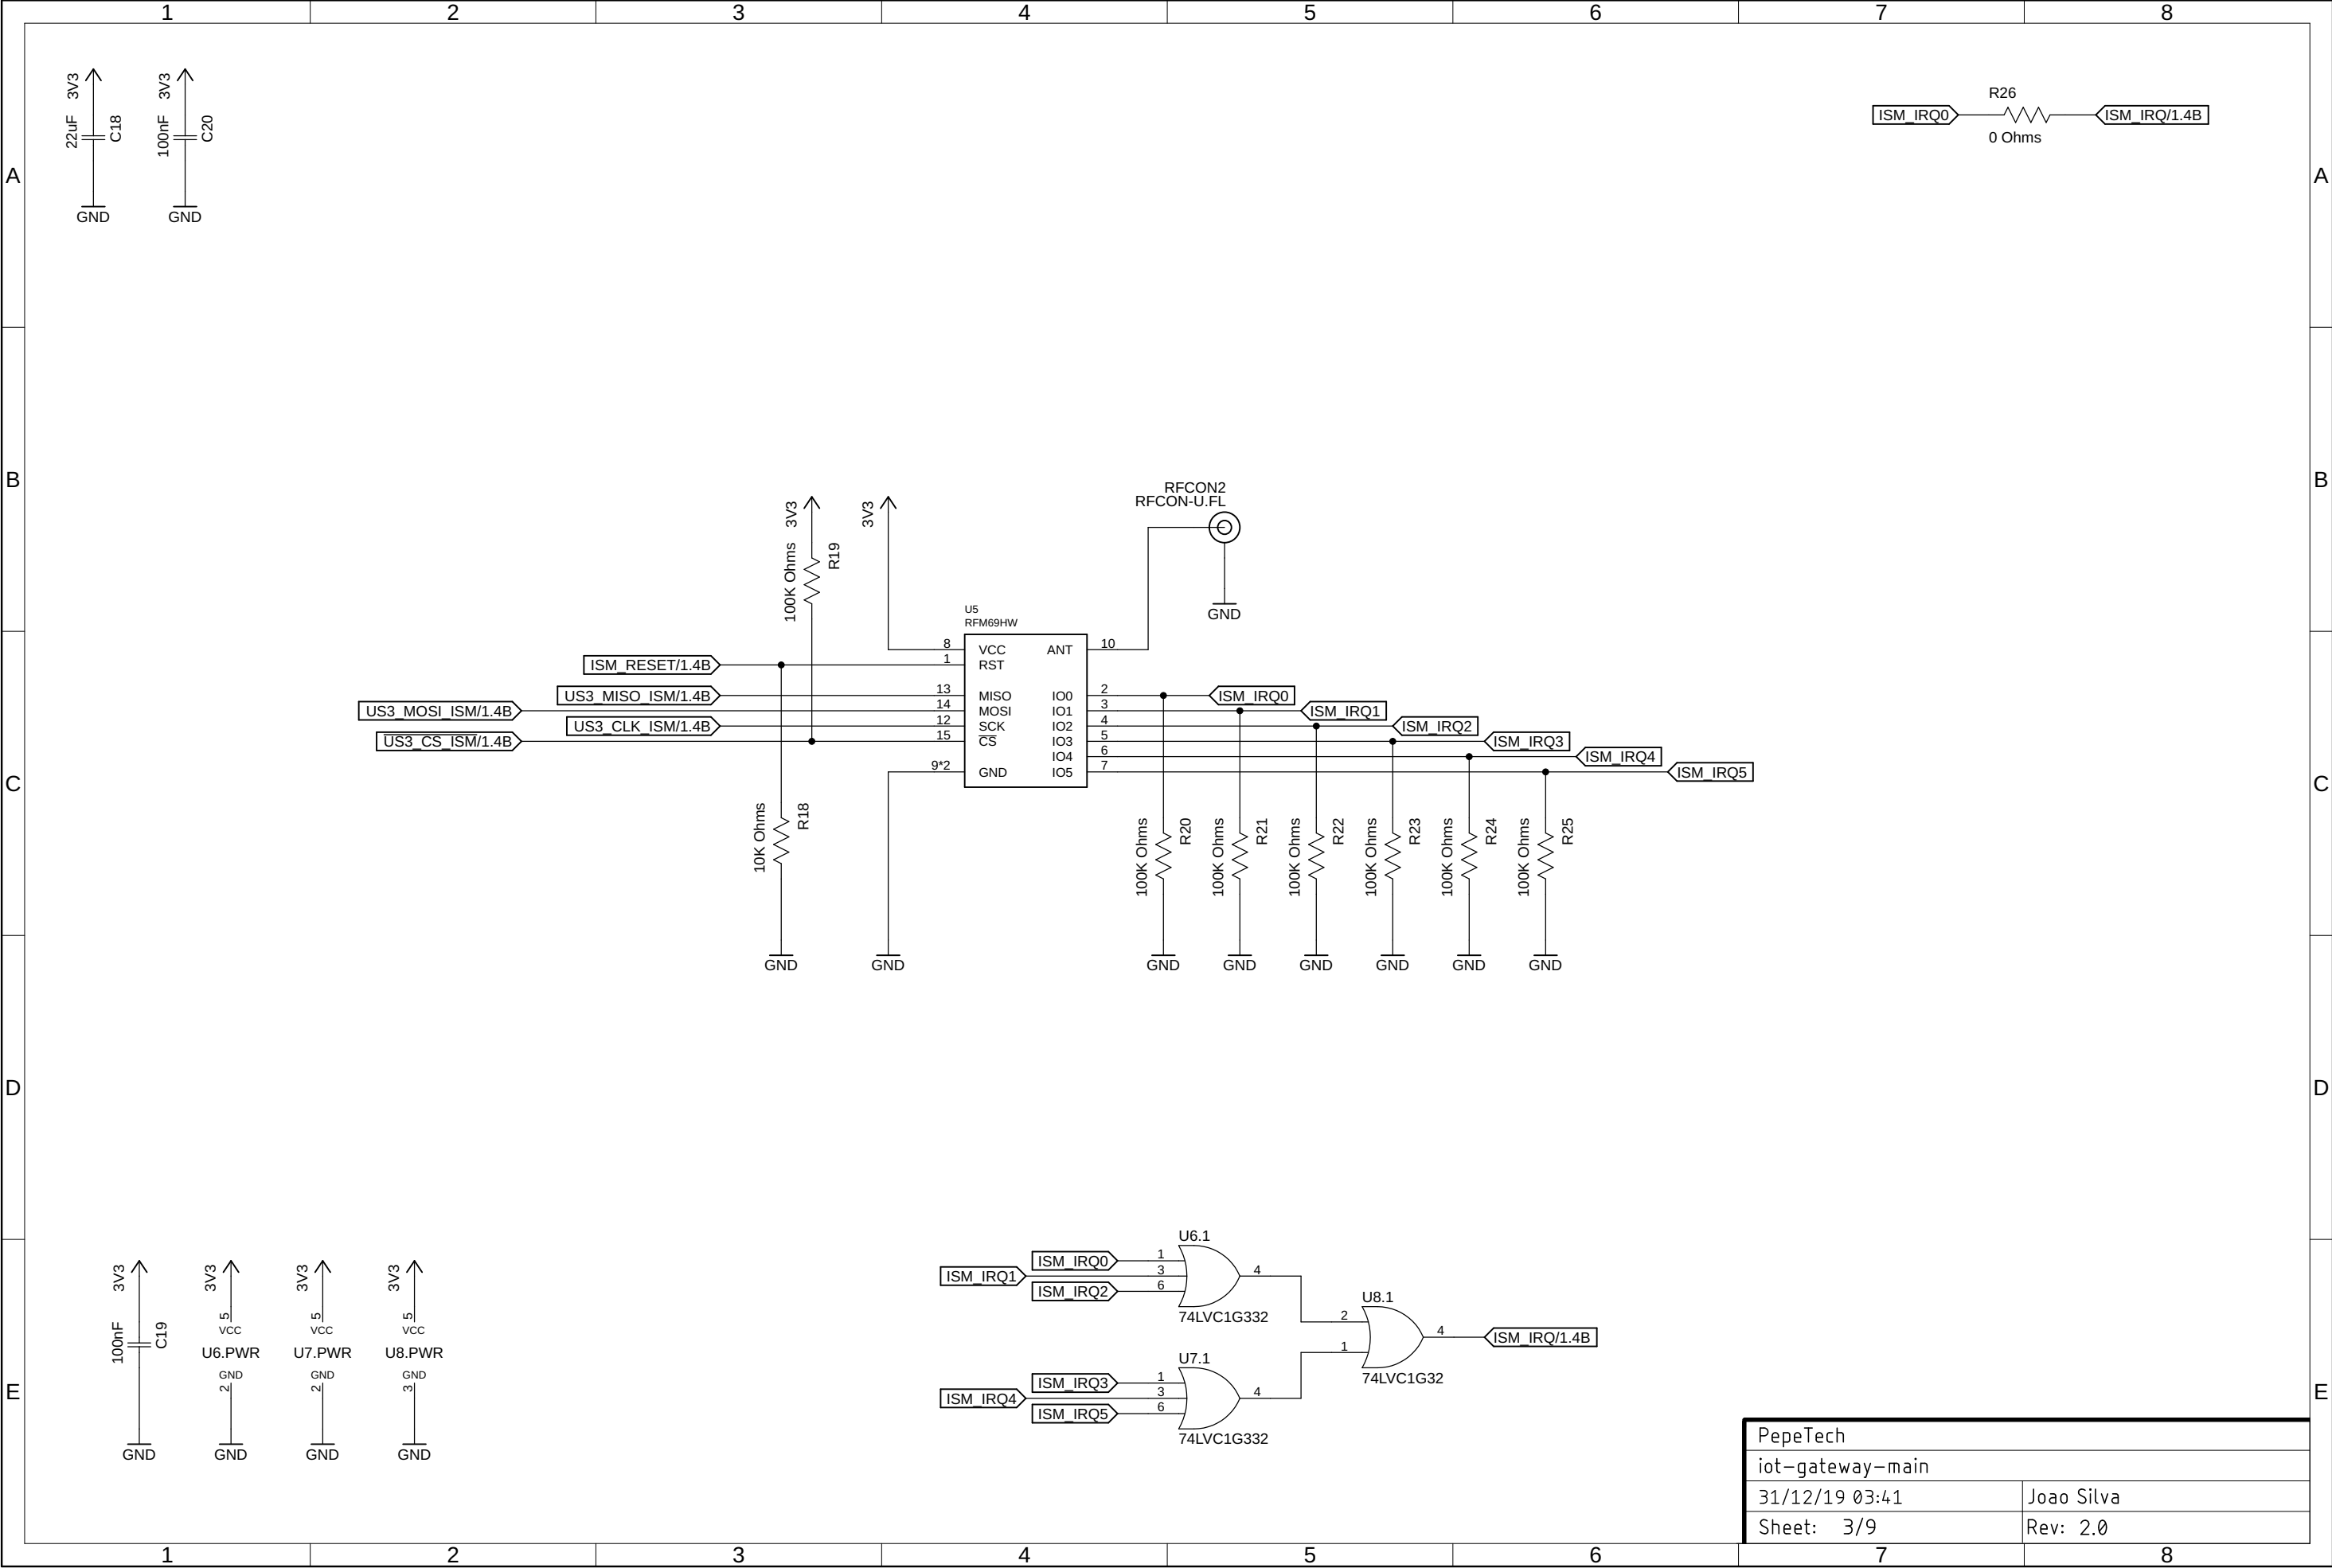 1 2 3 4 5 6 7 8
A
B
C
D
E
A
B
C
D
E
3V3
22uF
C18
GND
3V3
100nF
C20
GND
R26
ISM_IRQ0
ISM_IRQ/1.4B
0 Ohms
RFCON2
RFCON-U.FL
GND
3V3
100K Ohms
R19
3V3
U5
RFM69HW
8 VCC ANT 10
ISM_RESET/1.4B 1 RST
US3_MISO_ISM/1.4B 13 MISO IO0 2 ISM_IRQ0
US3_MOSI_ISM/1.4B 14 MOSI IO1 3 ISM_IRQ1
US3_CLK_ISM/1.4B 12 SCK IO2 4 ISM_IRQ2
US3_CS_ISM/1.4B 15 CS IO3 5 ISM_IRQ3
IO4 6 ISM_IRQ4
9*2 GND IO5 7 ISM_IRQ5
10K Ohms
R18
GND
GND
100K Ohms
R20
GND
100K Ohms
R21
GND
100K Ohms
R22
GND
100K Ohms
R23
GND
100K Ohms
R24
GND
100K Ohms
R25
GND
3V3
100nF
C19
GND
3V3
5
VCC
U6.PWR
GND
2
GND
3V3
5
VCC
U7.PWR
GND
2
GND
3V3
5
VCC
U8.PWR
GND
3
GND
U6.1
ISM_IRQ0 1
ISM_IRQ1 3 4
ISM_IRQ2 6
74LVC1G332
U8.1
2
4 ISM_IRQ/1.4B
1
74LVC1G32
U7.1
ISM_IRQ3 1
ISM_IRQ4 3 4
ISM_IRQ5 6
74LVC1G332
PepeTech
iot-gateway-main
31/12/19 03:41 Joao Silva
Sheet: 3/9 Rev: 2.0
1 2 3 4 5 6 7 8